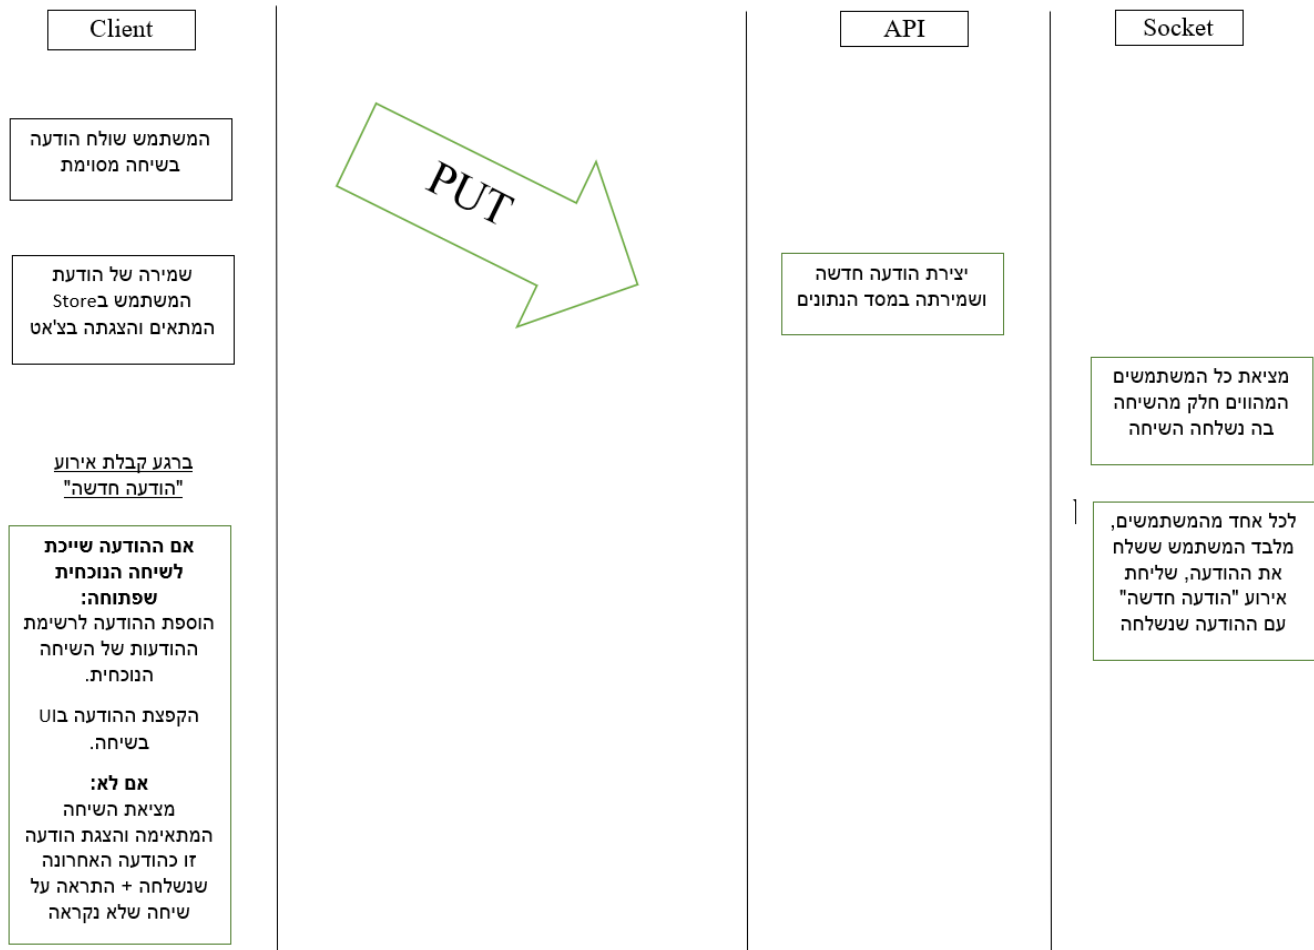 Client
API
Socket
המשתמש שולח הודעה
בשיחה מסוימת
PUT
שמירה של הודעת
המשתמש בStore
המתאים והצגתה בצ'אט
יצירת הודעה חדשה
ושמירתה במסד הנתונים
מציאת כל המשתמשים
המהווים חלק מהשיחה
בה נשלחה השיחה
ברגע קבלת אירוע
"הודעה חדשה"
לכל אחד מהמשתמשים,
מלבד המשתמש ששלח
את ההודעה, שליחת
אירוע "הודעה חדשה"
עם ההודעה שנשלחה
אם ההודעה שייכת
לשיחה הנוכחית
שפתוחה:
הוספת ההודעה לרשימת
ההודעות של השיחה
הנוכחית.
הקפצת ההודעה בUI
בשיחה.
אם לא:
מציאת השיחה
המתאימה והצגת הודעה
זו כהודעה האחרונה
שנשלחה + התראה על
שיחה שלא נקראה